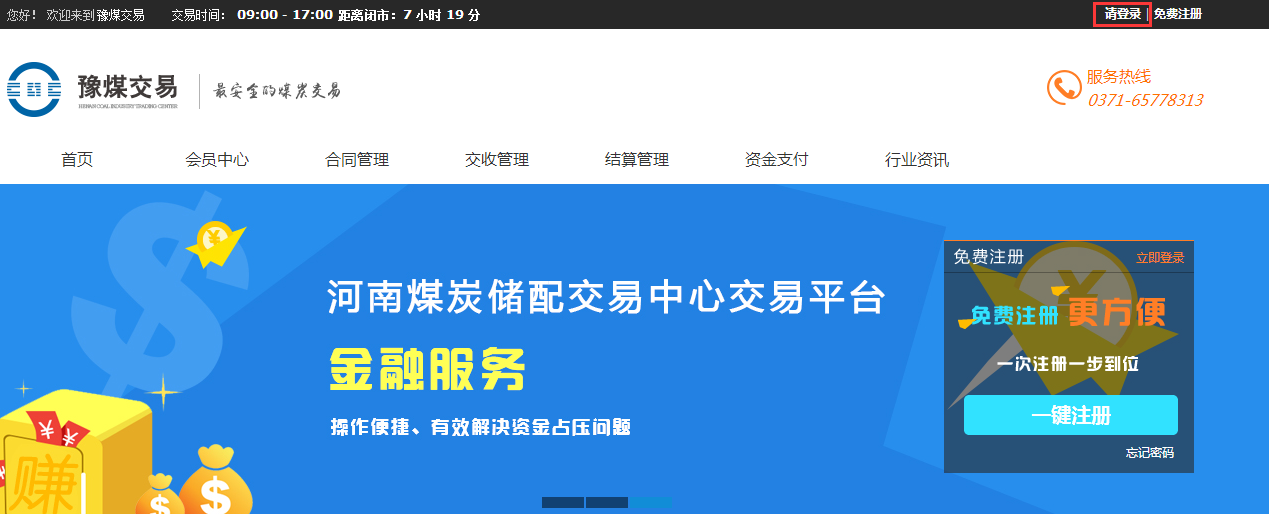 您好！ 欢迎来到 豫煤交易 交易时间： 09:00 - 17:00 距离闭市：7 小时 19 分 请登录 | 免费注册
豫煤交易
HENAN COAL INDUSTRY TRADING CENTER
最安全的煤炭交易
服务热线
0371-65778313
首页 会员中心 合同管理 交收管理 结算管理 资金支付 行业资讯
河南煤炭储配交易中心交易平台
金融服务
操作便捷、有效解决资金占压问题
赚
免费注册 立即登录
免费注册 更方便
一次注册一步到位
一键注册
忘记密码